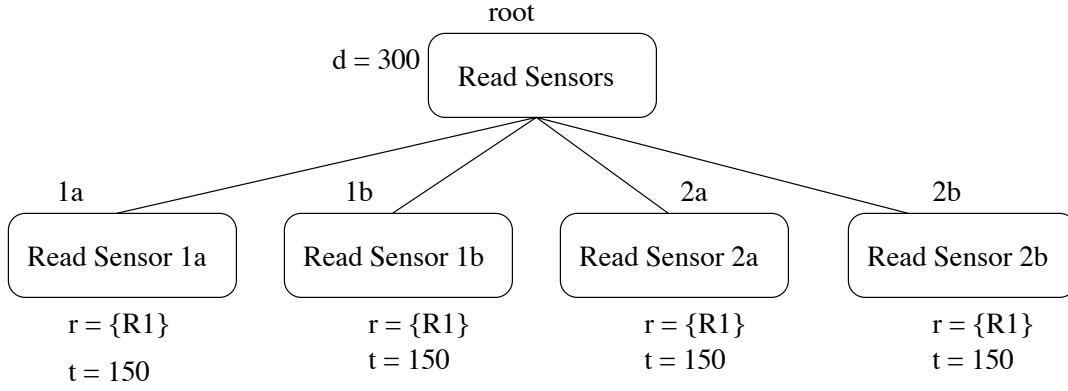 root
d = 300
Read Sensors
1a
1b
2a
2b
Read Sensor 1a
Read Sensor 1b
Read Sensor 2a
Read Sensor 2b
r = {R1}
r = {R1}
r = {R1}
r = {R1}
t = 150
t = 150
t = 150
t = 150